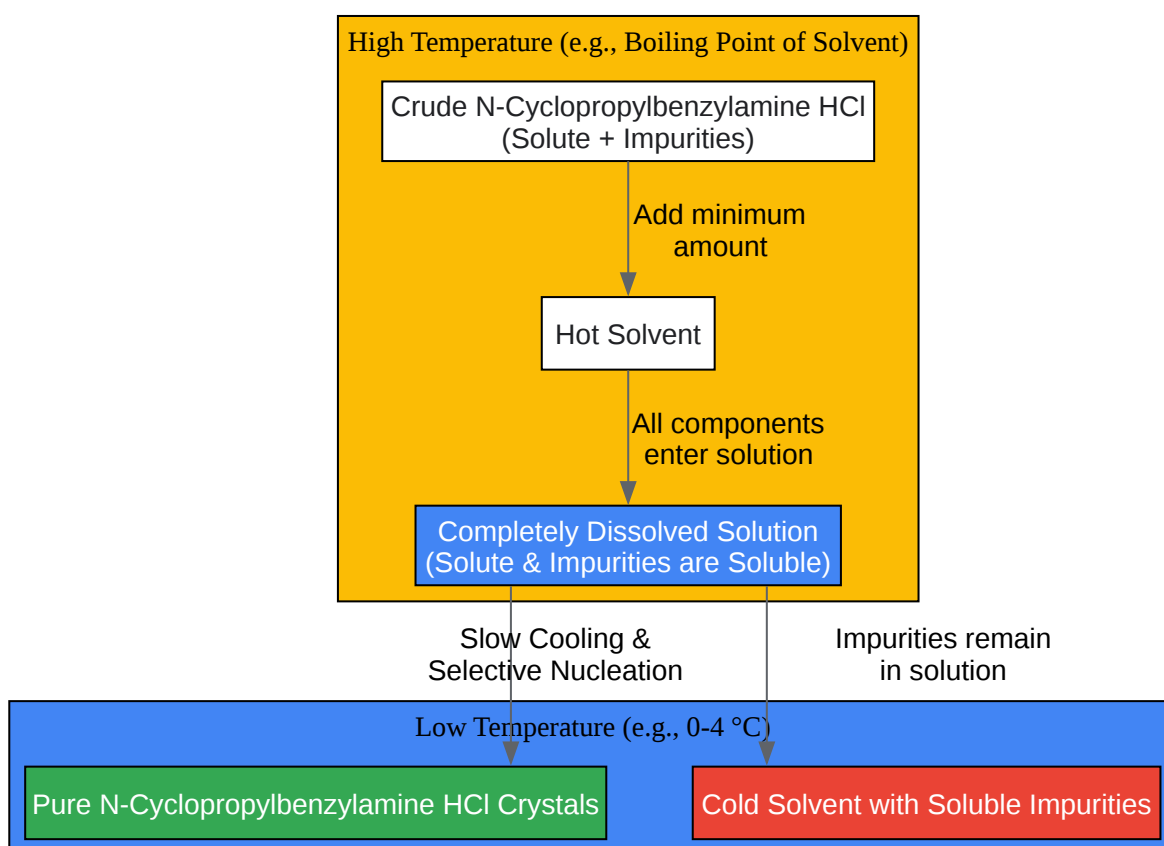 High Temperature (e.g., Boiling Point of Solvent)
Crude N-Cyclopropylbenzylamine HCl
(Solute + Impurities)
Add minimum
amount
Hot Solvent
All components
enter solution
Completely Dissolved Solution
(Solute & Impurities are Soluble)
Slow Cooling &
Selective Nucleation
Impurities remain
in solution
Low Temperature (e.g., 0-4 °C)
Pure N-Cyclopropylbenzylamine HCl Crystals
Cold Solvent with Soluble Impurities